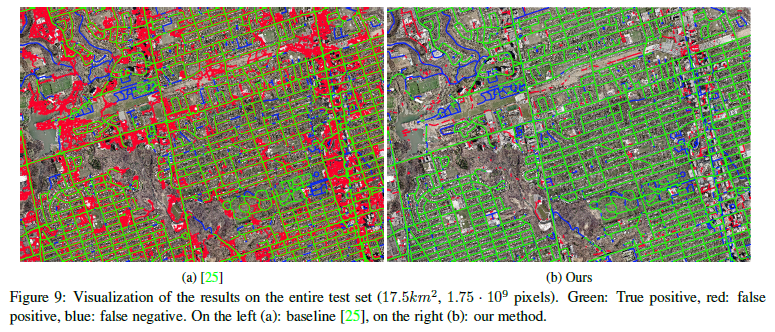 (a) [25]
(b) Ours
Figure 9: Visualization of the results on the entire test set (17.5km², 1.75 · 10⁹ pixels). Green: True positive, red: false
positive, blue: false negative. On the left (a): baseline [25], on the right (b): our method.